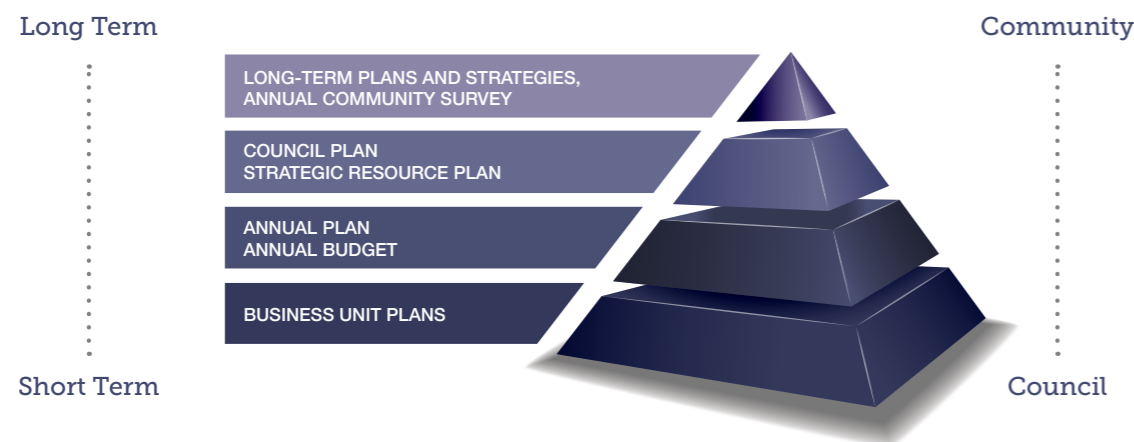 Long Term
Community
LONG-TERM PLANS AND STRATEGIES,
ANNUAL COMMUNITY SURVEY
COUNCIL PLAN
STRATEGIC RESOURCE PLAN
ANNUAL PLAN
ANNUAL BUDGET
BUSINESS UNIT PLANS
Short Term
Council